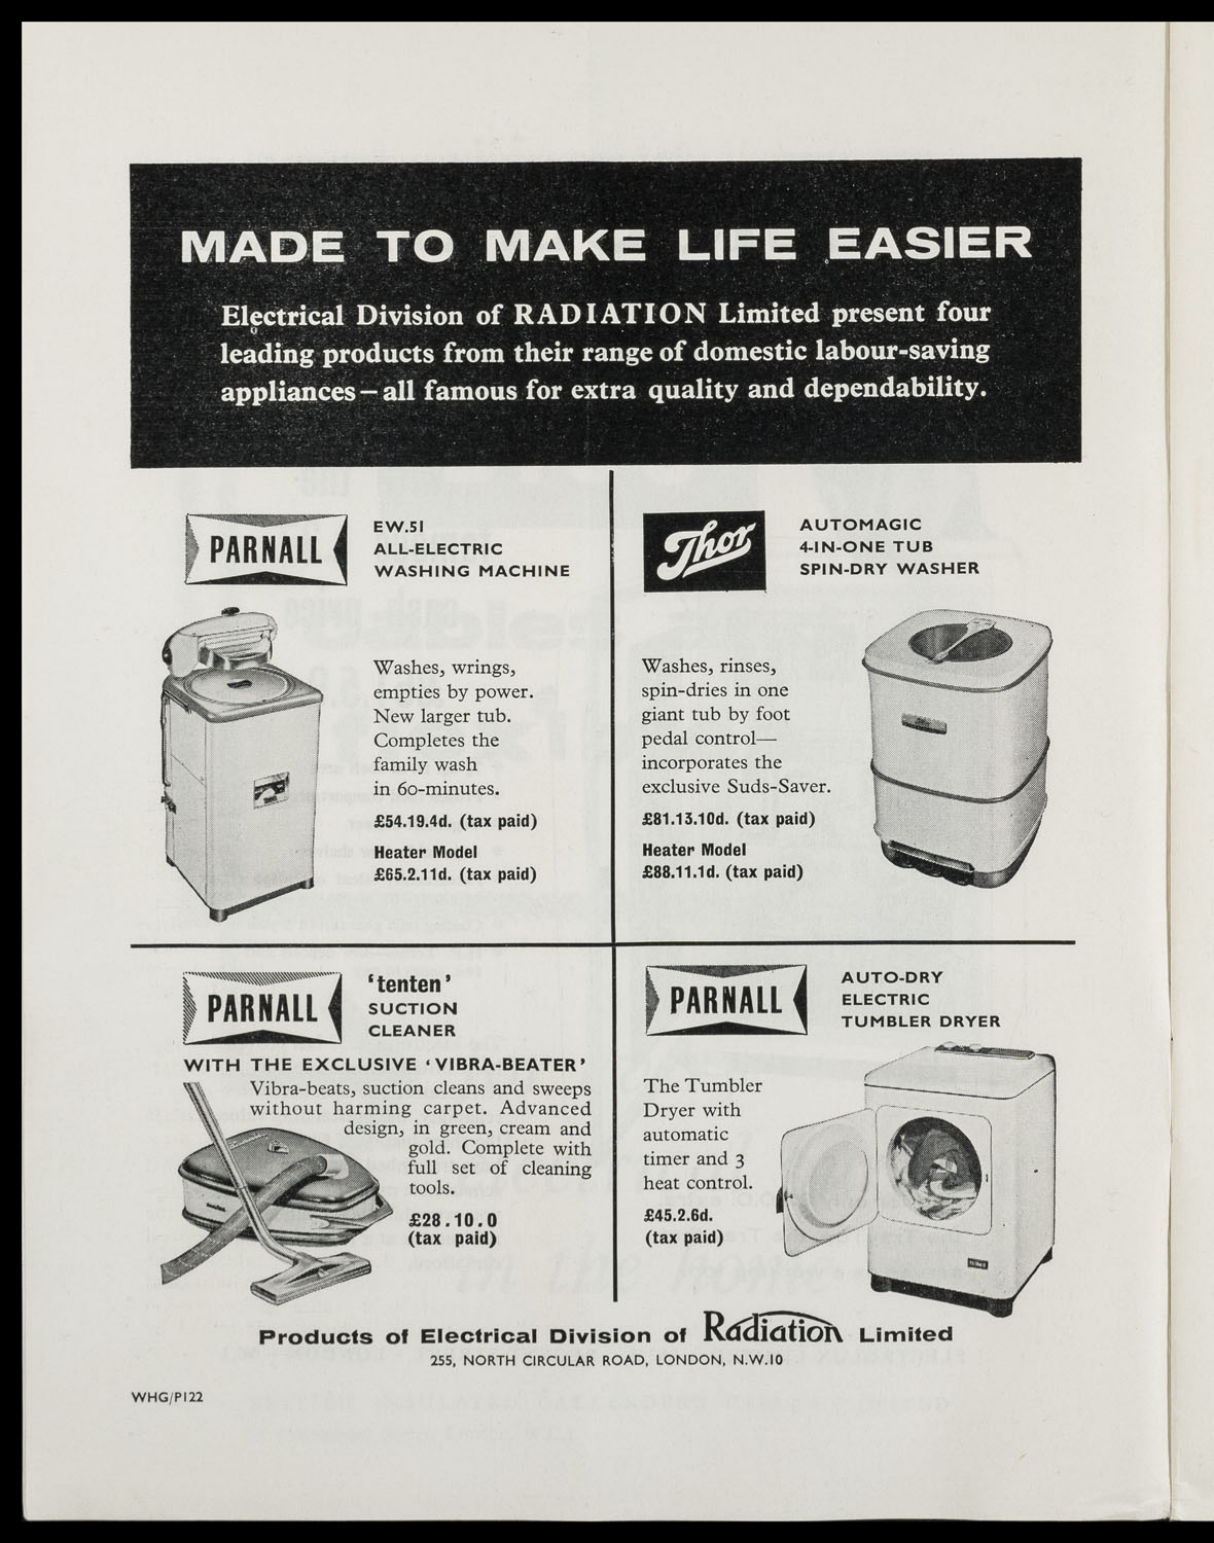 MADE TO MAKE LIFE EASIER
Electrical Division of RADIATION Limited present four
leading products from their range of domestic labour-saving
appliances—all famous for extra quality and dependability.
PARNALL
EW.51
ALL-ELECTRIC
WASHING MACHINE
Washes, wrings,
empties by power.
New larger tub.
Completes the
family wash
in 60-minutes.
£54.19.4d. (tax paid)
Heater Model
£65.2.11d. (tax paid)
Thor
AUTOMAGIC
4-IN-ONE TUB
SPIN-DRY WASHER
Washes, rinses,
spin-dries in one
giant tub by foot
pedal control—
incorporates the
exclusive Suds-Saver.
£81.13.10d. (tax paid)
Heater Model
£88.11.1d. (tax paid)
PARNALL
'tenten'
SUCTION
CLEANER
WITH THE EXCLUSIVE 'VIBRA-BEATER'
Vibra-beats, suction cleans and sweeps
without harming carpet. Advanced
design, in green, cream and
gold. Complete with
full set of cleaning
tools.
£28.10.0
(tax paid)
PARNALL
AUTO-DRY
ELECTRIC
TUMBLER DRYER
The Tumbler
Dryer with
automatic
timer and 3
heat control.
£45.2.6d.
(tax paid)
Products of Electrical Division of Radiation Limited
255, NORTH CIRCULAR ROAD, LONDON, N.W.10
WHG/P122